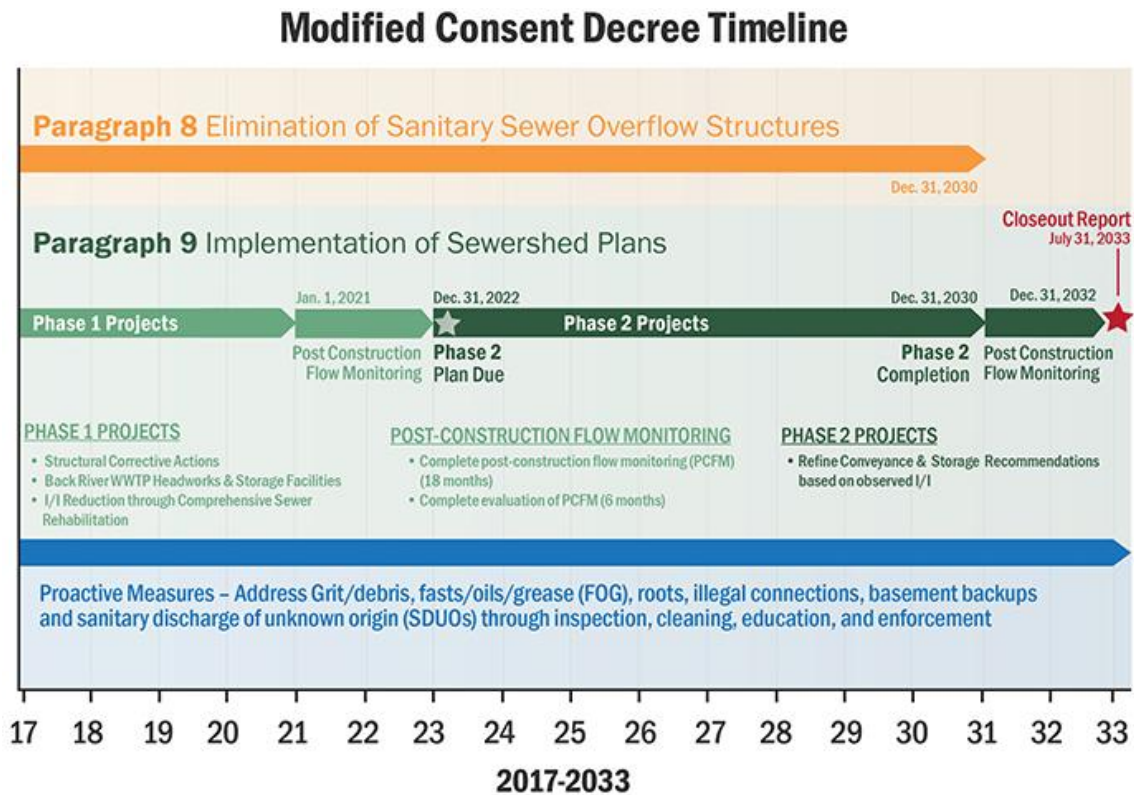 Modified Consent Decree Timeline
Paragraph 8 Elimination of Sanitary Sewer Overflow Structures
Dec. 31, 2030
Closeout Report
July 31, 2033
Paragraph 9 Implementation of Sewershed Plans
Jan. 1, 2021
Dec. 31, 2022
Dec. 31, 2030
Dec. 31, 2032
Phase 1 Projects
Phase 2 Projects
Post Construction
Flow Monitoring
Phase 2
Plan Due
Phase 2
Completion
Post Construction
Flow Monitoring
PHASE 1 PROJECTS
• Structural Corrective Actions
• Back River WWTP Headworks & Storage Facilities
• I/I Reduction through Comprehensive Sewer
Rehabilitation
POST-CONSTRUCTION FLOW MONITORING
• Complete post-construction flow monitoring (PCFM)
(18 months)
• Complete evaluation of PCFM (6 months)
PHASE 2 PROJECTS
• Refine Conveyance & Storage Recommendations
based on observed I/I
Proactive Measures – Address Grit/debris, fasts/oils/grease (FOG), roots, illegal connections, basement backups
and sanitary discharge of unknown origin (SDUOs) through inspection, cleaning, education, and enforcement
17 18 19 20 21 22 23 24 25 26 27 28 29 30 31 32 33
2017-2033